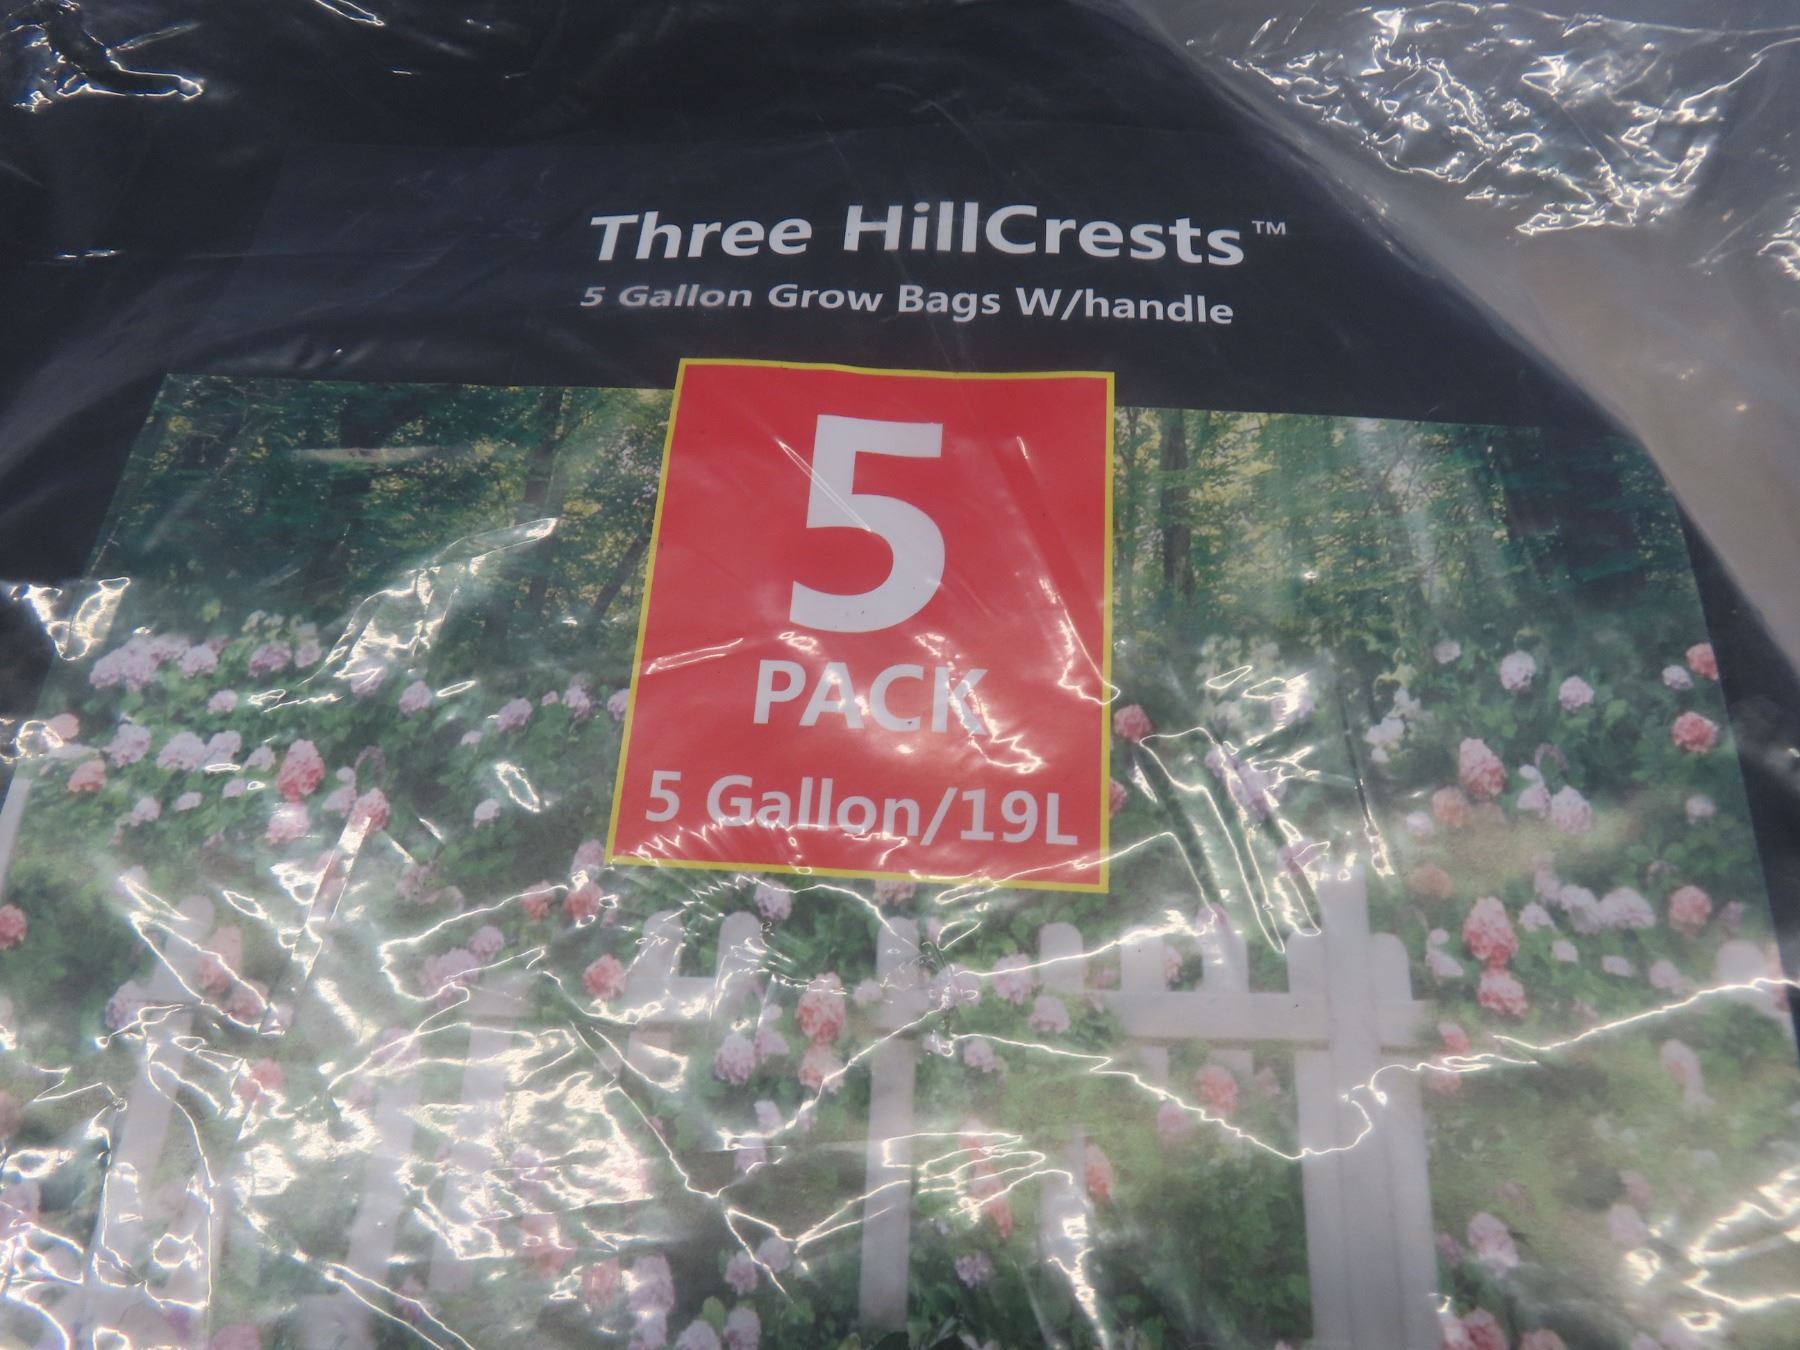 Three HillCrests™
5 Gallon Grow Bags W/handle
5
PACK
5 Gallon/19L